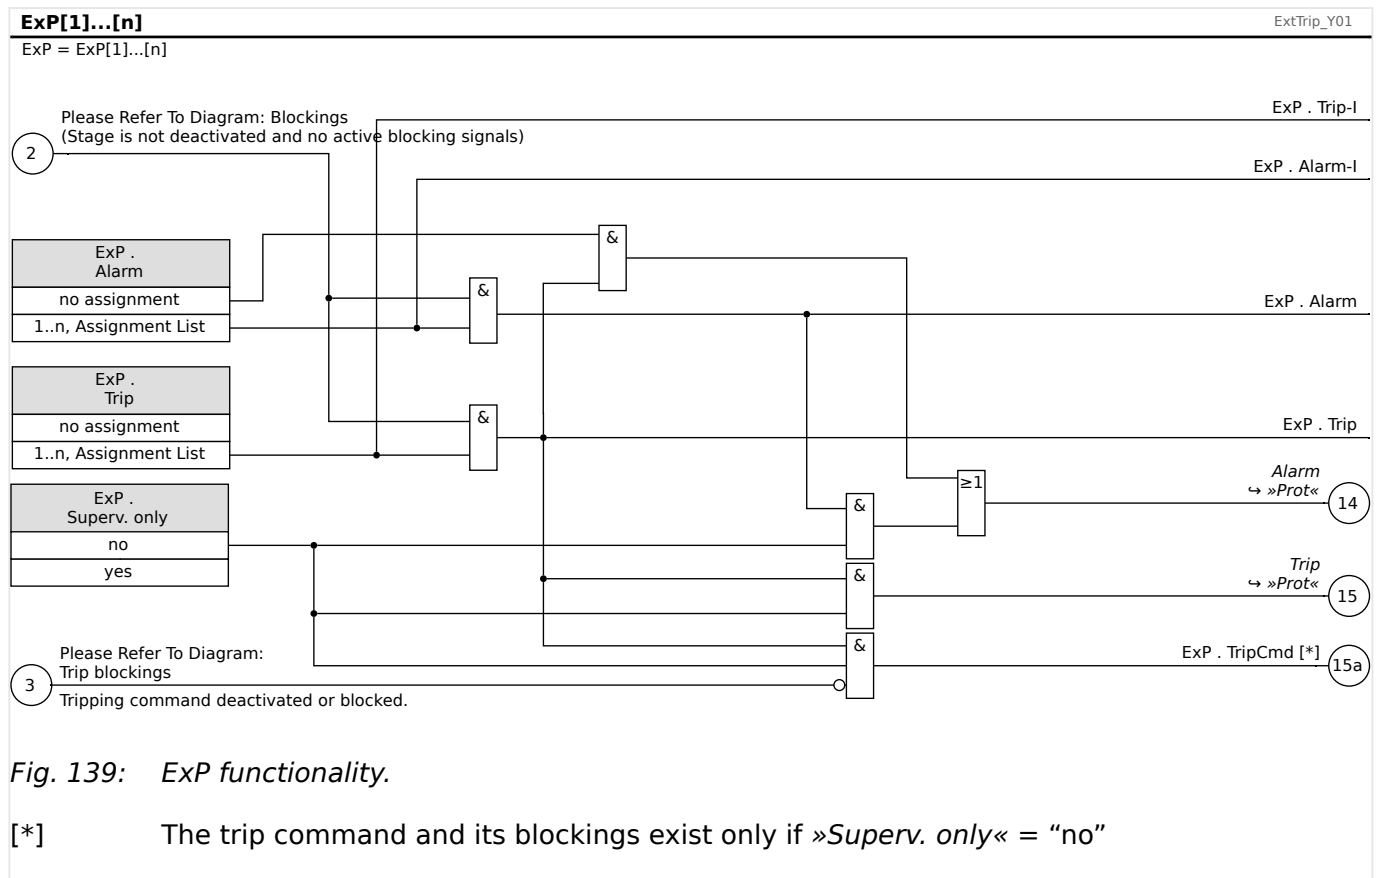 ExP[1]...[n]
ExtTrip_Y01
ExP = ExP[1]...[n]
Please Refer To Diagram: Blockings
(Stage is not deactivated and no active blocking signals)
2
ExP . Trip-I
ExP . Alarm-I
ExP .
Alarm
no assignment
1..n, Assignment List
&
&
ExP . Alarm
ExP .
Trip
no assignment
1..n, Assignment List
&
ExP . Trip
ExP .
Superv. only
no
yes
&
≥1
Alarm
↪ »Prot«
14
&
Trip
↪ »Prot«
15
Please Refer To Diagram:
Trip blockings
3
Tripping command deactivated or blocked.
&
ExP . TripCmd [*]
15a
Fig. 139: ExP functionality.
[*] The trip command and its blockings exist only if »Superv. only« = “no”